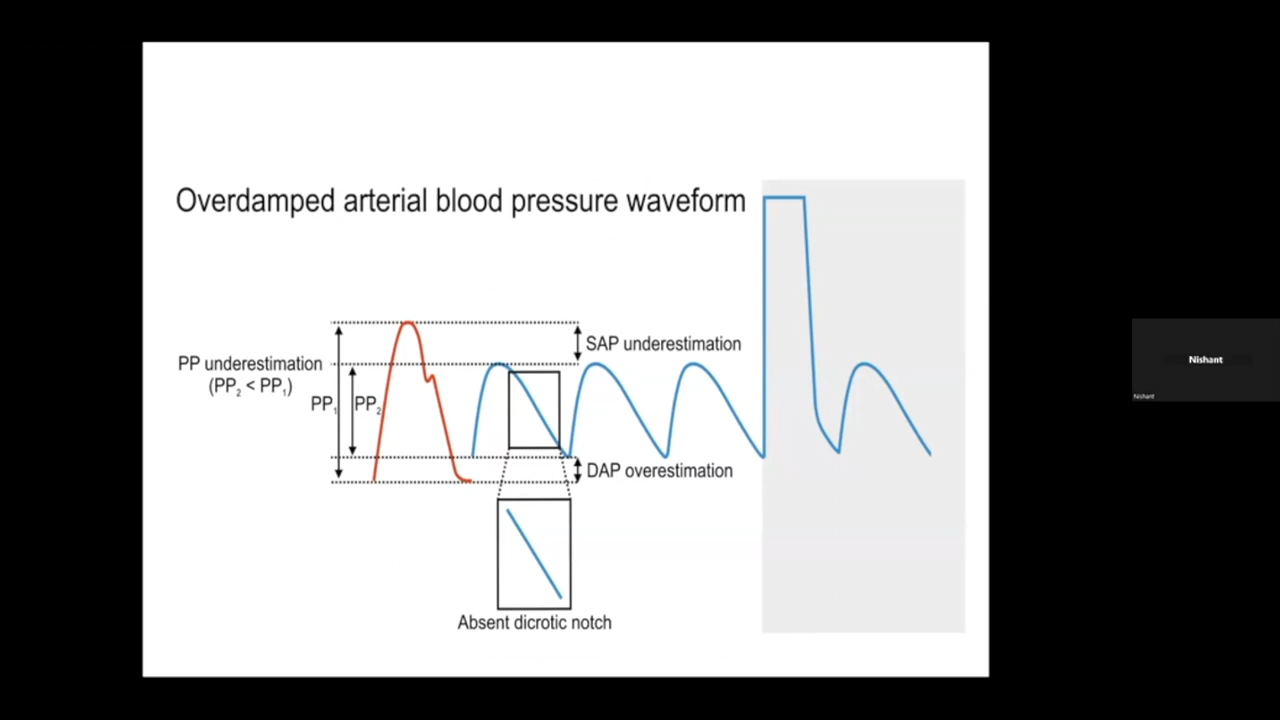 Overdamped arterial blood pressure waveform
SAP underestimation
PP underestimation
(PP₂ < PP₁)
PP₁
PP₂
DAP overestimation
Absent dicrotic notch
Nishant
Nishant